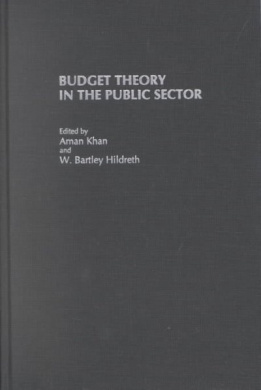 BUDGET THEORY
IN THE PUBLIC SECTOR
Edited by
Aman Khan
and
W. Bartley Hildreth